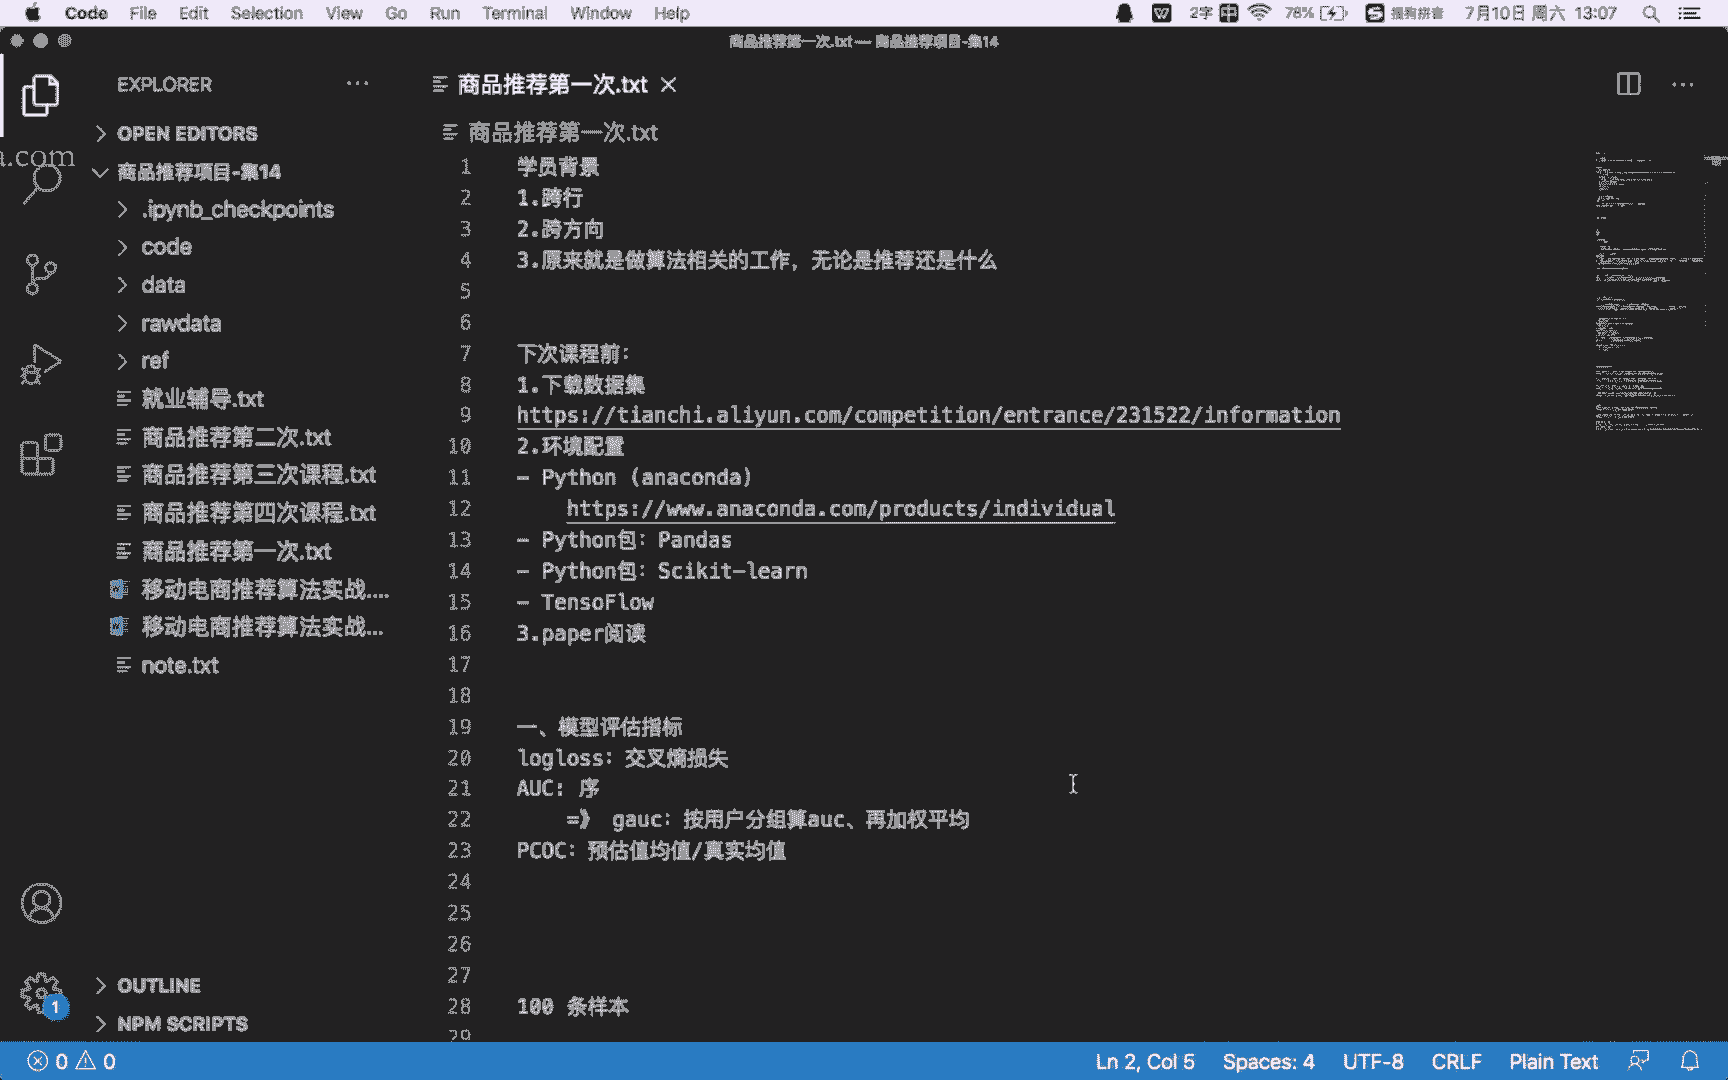 Code File Edit Selection View Go Run Terminal Window Help 2字 中 78% 搜狗拼音 7月10日 周六 13:07
商品推荐第一次.txt — 商品推荐项目-集14
EXPLORER
商品推荐第一次.txt
OPEN EDITORS
商品推荐第一次.txt
a.com
商品推荐项目-集14
.ipynb_checkpoints
code
data
rawdata
ref
就业辅导.txt
商品推荐第二次.txt
商品推荐第三次课程.txt
商品推荐第四次课程.txt
商品推荐第一次.txt
移动电商推荐算法实战....
移动电商推荐算法实战...
note.txt
OUTLINE
NPM SCRIPTS
1 学员背景
2 1.跨行
3 2.跨方向
4 3.原来就是做算法相关的工作，无论是推荐还是什么
5
6
7 下次课程前：
8 1.下载数据集
9 https://tianchi.aliyun.com/competition/entrance/231522/information
10 2.环境配置
11 - Python (anaconda)
12 https://www.anaconda.com/products/individual
13 - Python包：Pandas
14 - Python包：Scikit-learn
15 - TensoFlow
16 3.paper阅读
17
18
19 一、模型评估指标
20 logloss：交叉熵损失
21 AUC: 序
22 =》 gauc：按用户分组算auc、再加权平均
23 PCOC：预估值均值/真实均值
24
25
26
27
28 100 条样本
29
1
0 0 Ln 2, Col 5 Spaces: 4 UTF-8 CRLF Plain Text